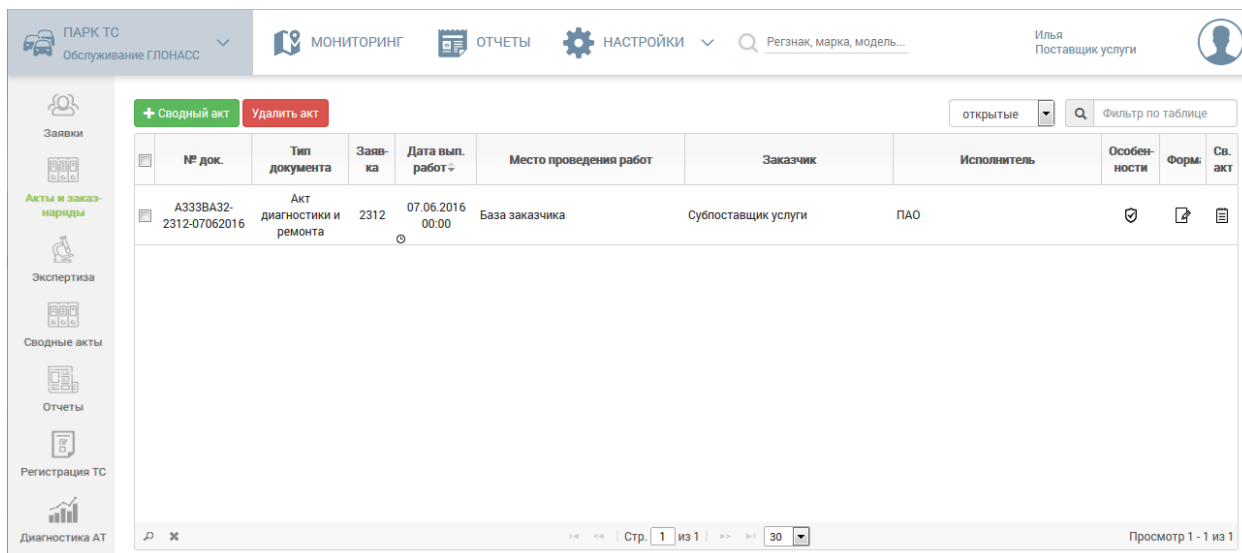 ПАРК ТС
Обслуживание ГЛОНАСС
МОНИТОРИНГ
ОТЧЕТЫ
НАСТРОЙКИ
Регзнак, марка, модель...
Илья
Поставщик услуги
Заявки
Акты и заказ-
наряды
Экспертиза
Сводные акты
Отчеты
Регистрация ТС
Диагностика АТ
Сводный акт
Удалить акт
открытые
Фильтр по таблице
№ док.
Тип
документа
Заяв-
ка
Дата вып.
работ
Место проведения работ
Заказчик
Исполнитель
Особен-
ности
Форм
Св.
акт
А333ВА32-
2312-07062016
Акт
диагностики и
ремонта
2312
07.06.2016
00:00
База заказчика
Субпоставщик услуги
ПАО
Стр. 1 из 1
30
Просмотр 1 - 1 из 1